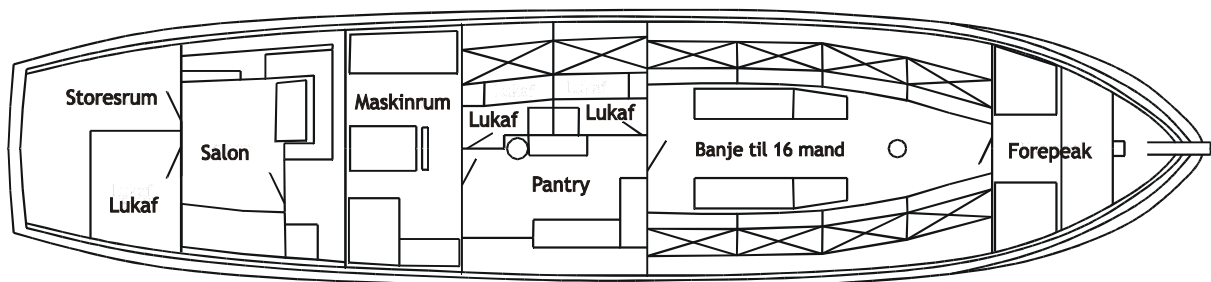 Storesrum
Lukaf
Salon
Maskinrum
Lukaf
Lukaf
Pantry
Banje til 16 mand
Forepeak